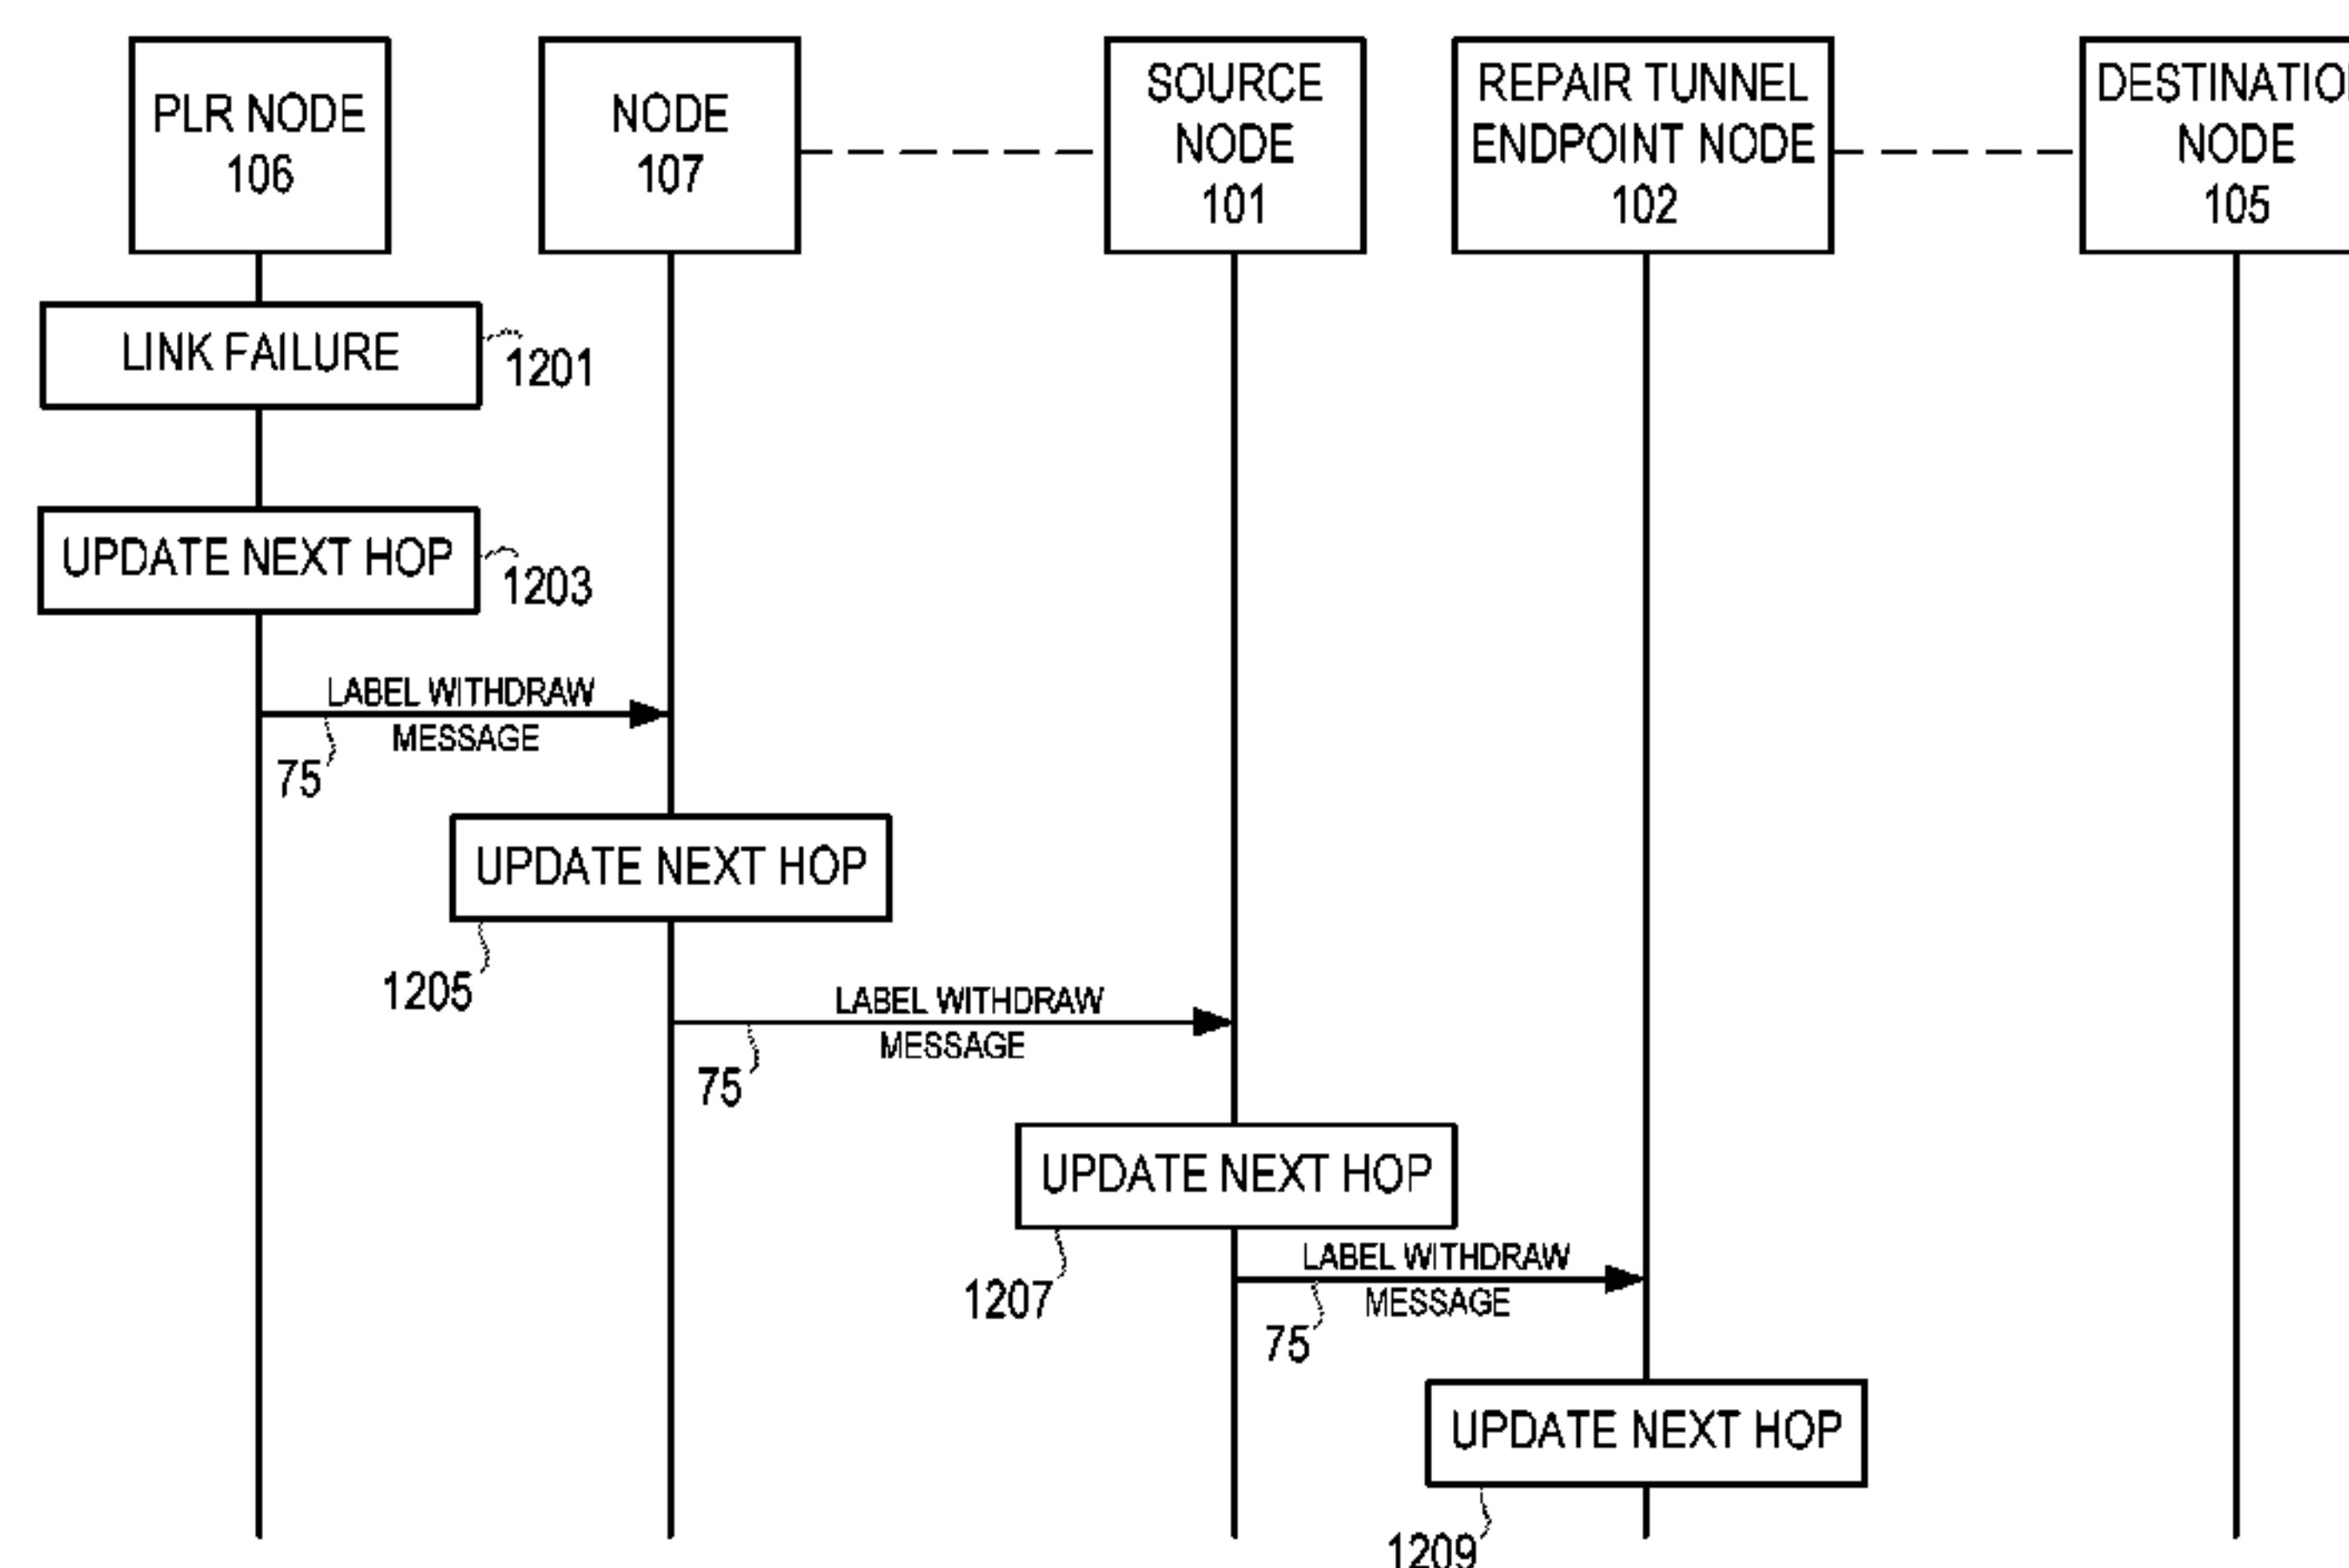 PLR NODE
106
NODE
107
SOURCE
NODE
101
REPAIR TUNNEL
ENDPOINT NODE
102
DESTINATIO
NODE
105
LINK FAILURE
1201
UPDATE NEXT HOP
1203
LABEL WITHDRAW
MESSAGE
75
UPDATE NEXT HOP
1205
LABEL WITHDRAW
MESSAGE
75
UPDATE NEXT HOP
1207
LABEL WITHDRAW
MESSAGE
75
UPDATE NEXT HOP
1209